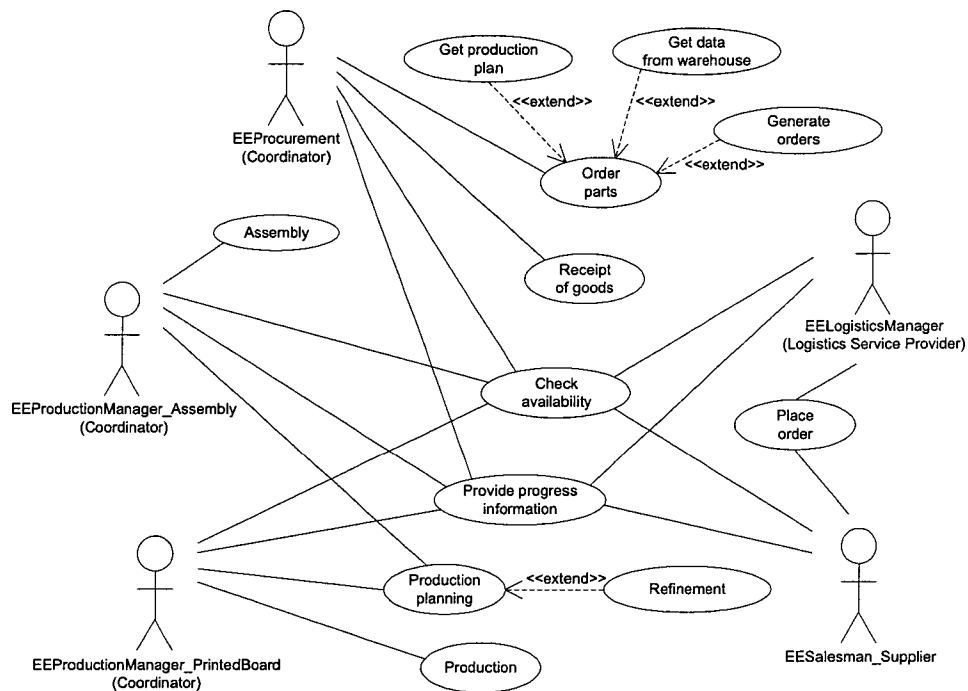 Get production
plan
Get data
from warehouse
<<extend>>
<<extend>>
Generate
orders
<<extend>>
EEProcurement
(Coordinator)
Order
parts
Assembly
Receipt
of goods
EELogisticsManager
(Logistics Service Provider)
EEProductionManager_Assembly
(Coordinator)
Check
availability
Place
order
Provide progress
information
Production
planning
<<extend>>
Refinement
EEProductionManager_PrintedBoard
(Coordinator)
Production
EESalesman_Supplier